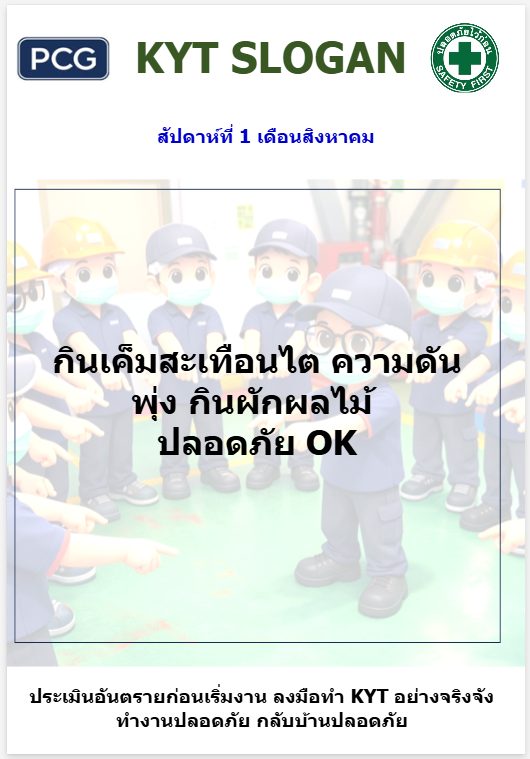 PCG
KYT SLOGAN
ปลอดภัยไว้ก่อน
SAFETY FIRST
สัปดาห์ที่ 1 เดือนสิงหาคม
กินเค็มสะเทือนไต ความดัน
พุ่ง กินผักผลไม้
ปลอดภัย OK
ประเมินอันตรายก่อนเริ่มงาน ลงมือทำ KYT อย่างจริงจัง
ทำงานปลอดภัย กลับบ้านปลอดภัย